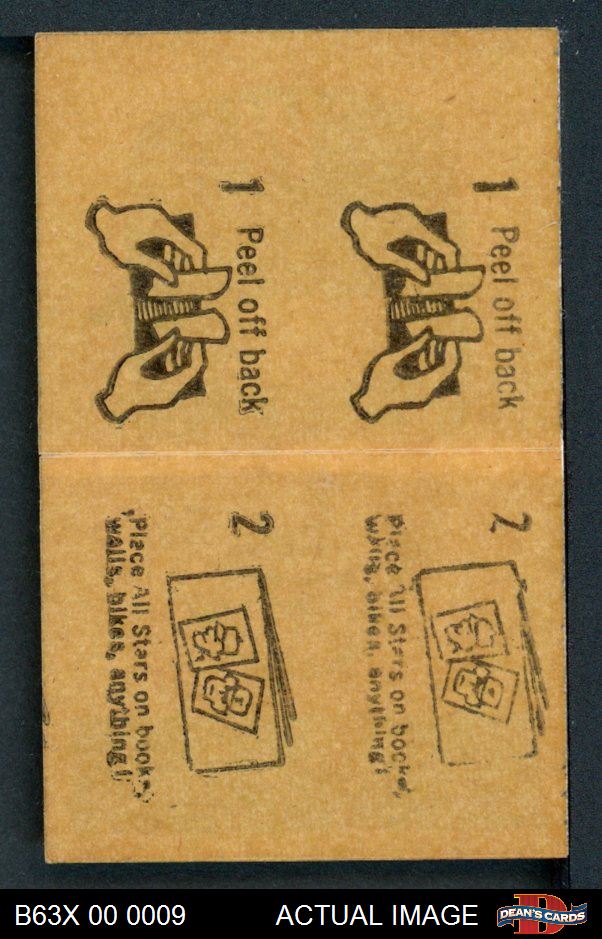 1 Peel off back
1 Peel off back
2
Place All Stars on books,
walls, bikes, anything!
2
Place All Stars on books,
walls, bikes, anything!
B63X 00 0009
ACTUAL IMAGE
DEAN'S CARDS